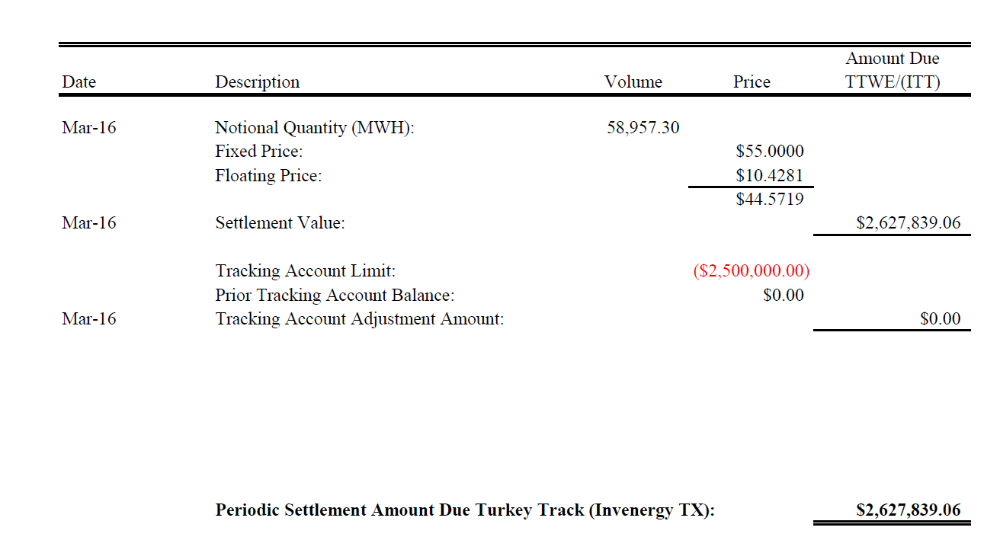 Amount Due
Date Description Volume Price TTWE/(ITT)
Mar-16 Notional Quantity (MWH): 58,957.30
Fixed Price: $55.0000
Floating Price: $10.4281
$44.5719
Mar-16 Settlement Value: $2,627,839.06
Tracking Account Limit: ($2,500,000.00)
Prior Tracking Account Balance: $0.00
Mar-16 Tracking Account Adjustment Amount: $0.00
Periodic Settlement Amount Due Turkey Track (Invenergy TX): $2,627,839.06